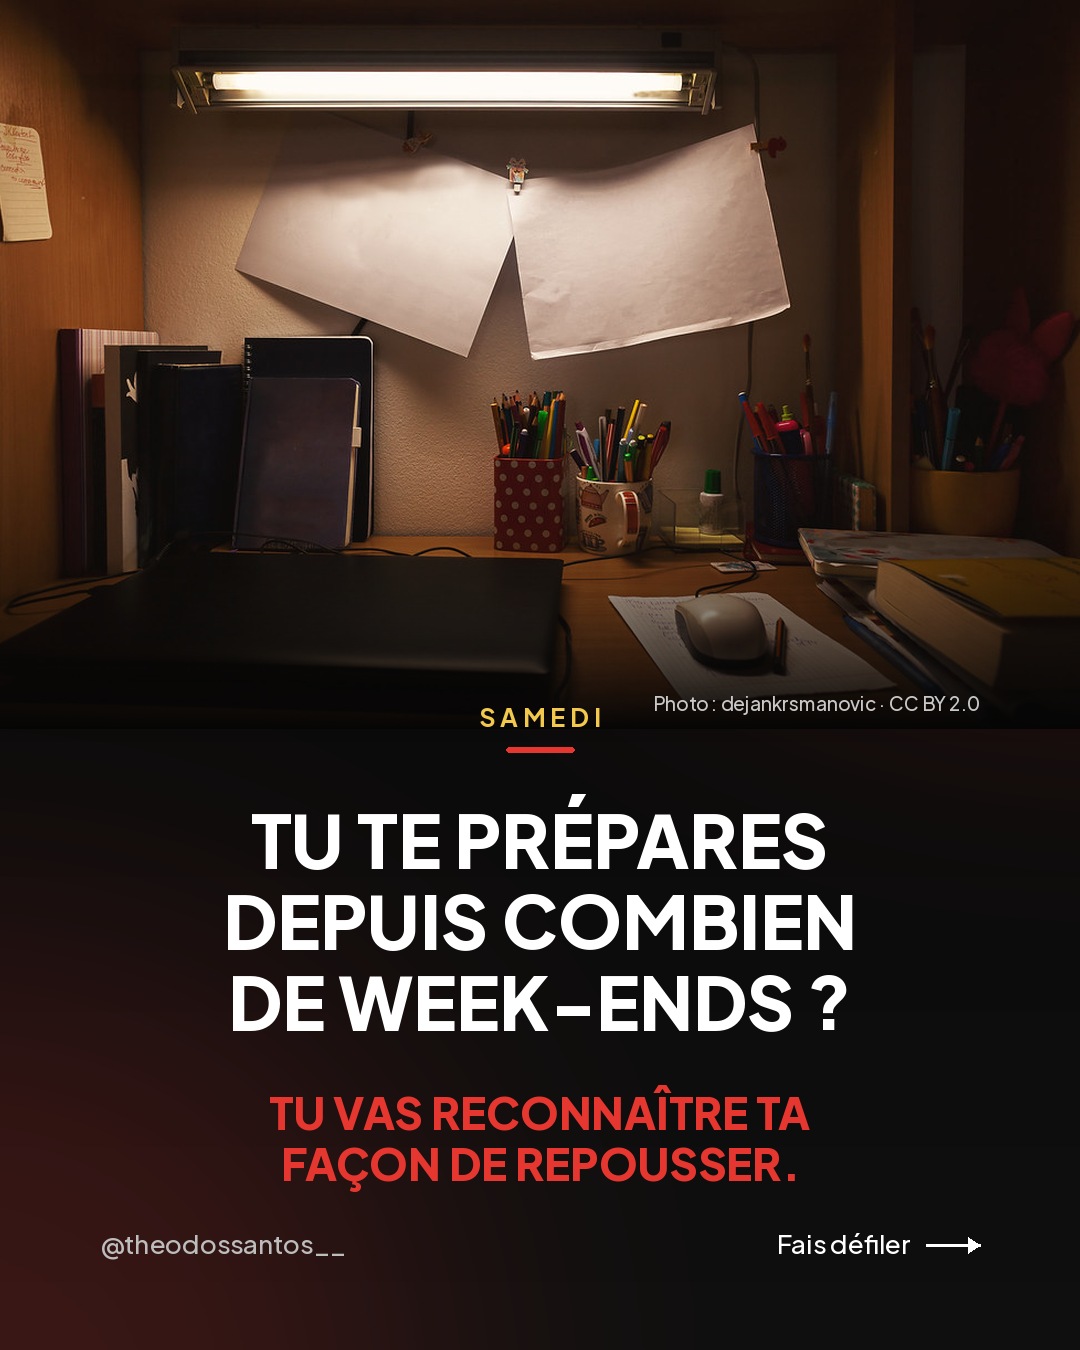 SAMEDI
Photo : dejankrsmanovic · CC BY 2.0
TU TE PRÉPARES
DEPUIS COMBIEN
DE WEEK-ENDS ?
TU VAS RECONNAÎTRE TA
FAÇON DE REPOUSSER.
@theodossantos__
Fais défiler